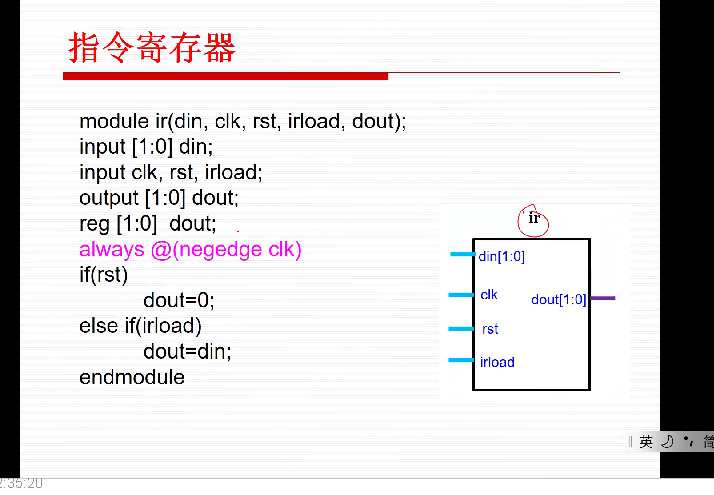 指令寄存器
module ir(din, clk, rst, irload, dout);
input [1:0] din;
input clk, rst, irload;
output [1:0] dout;
reg [1:0]  dout;
always @(negedge clk)
if(rst)
dout=0;
else if(irload)
dout=din;
endmodule
ir
din[1:0]
clk
dout[1:0]
rst
irload
英
简
2:35:20